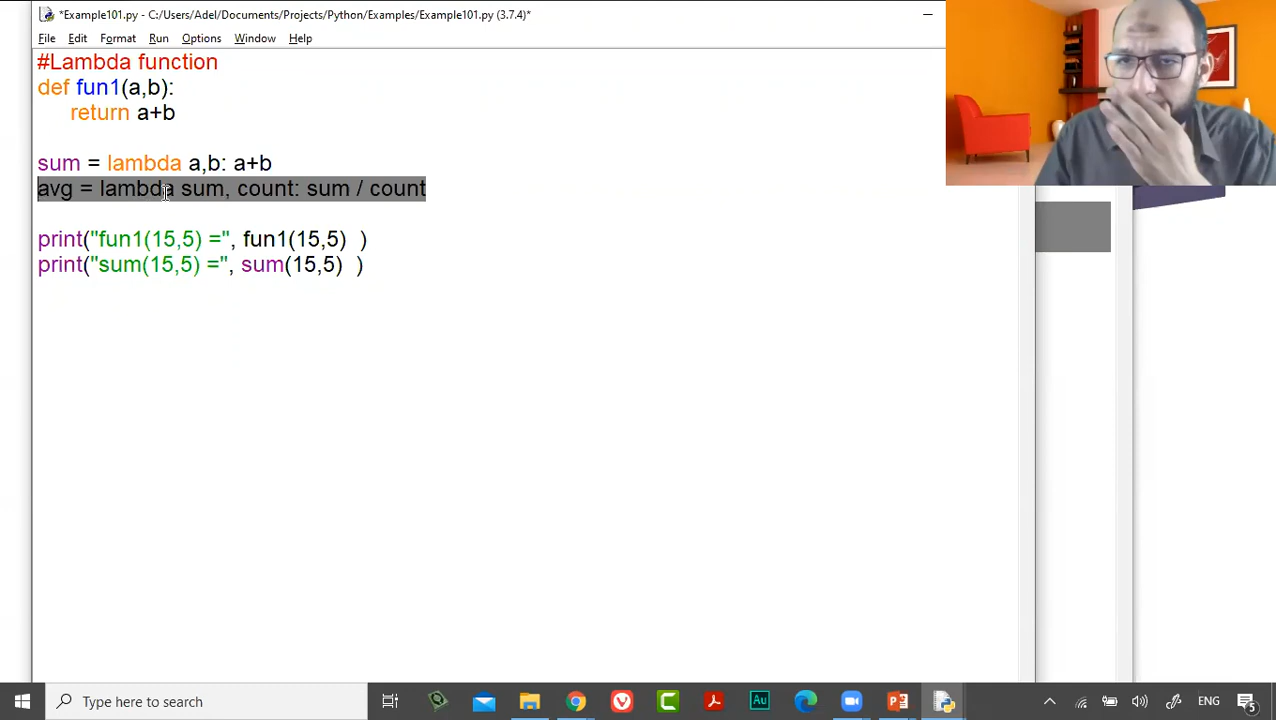 *Example101.py - C:/Users/Adel/Documents/Projects/Python/Examples/Example101.py (3.7.4)*
File Edit Format Run Options Window Help
#Lambda function
def fun1(a,b):
return a+b
sum = lambda a,b: a+b
avg = lambda sum, count: sum / count
print("fun1(15,5) =", fun1(15,5)  )
print("sum(15,5) =", sum(15,5)  )
Type here to search
Au
ENG
5